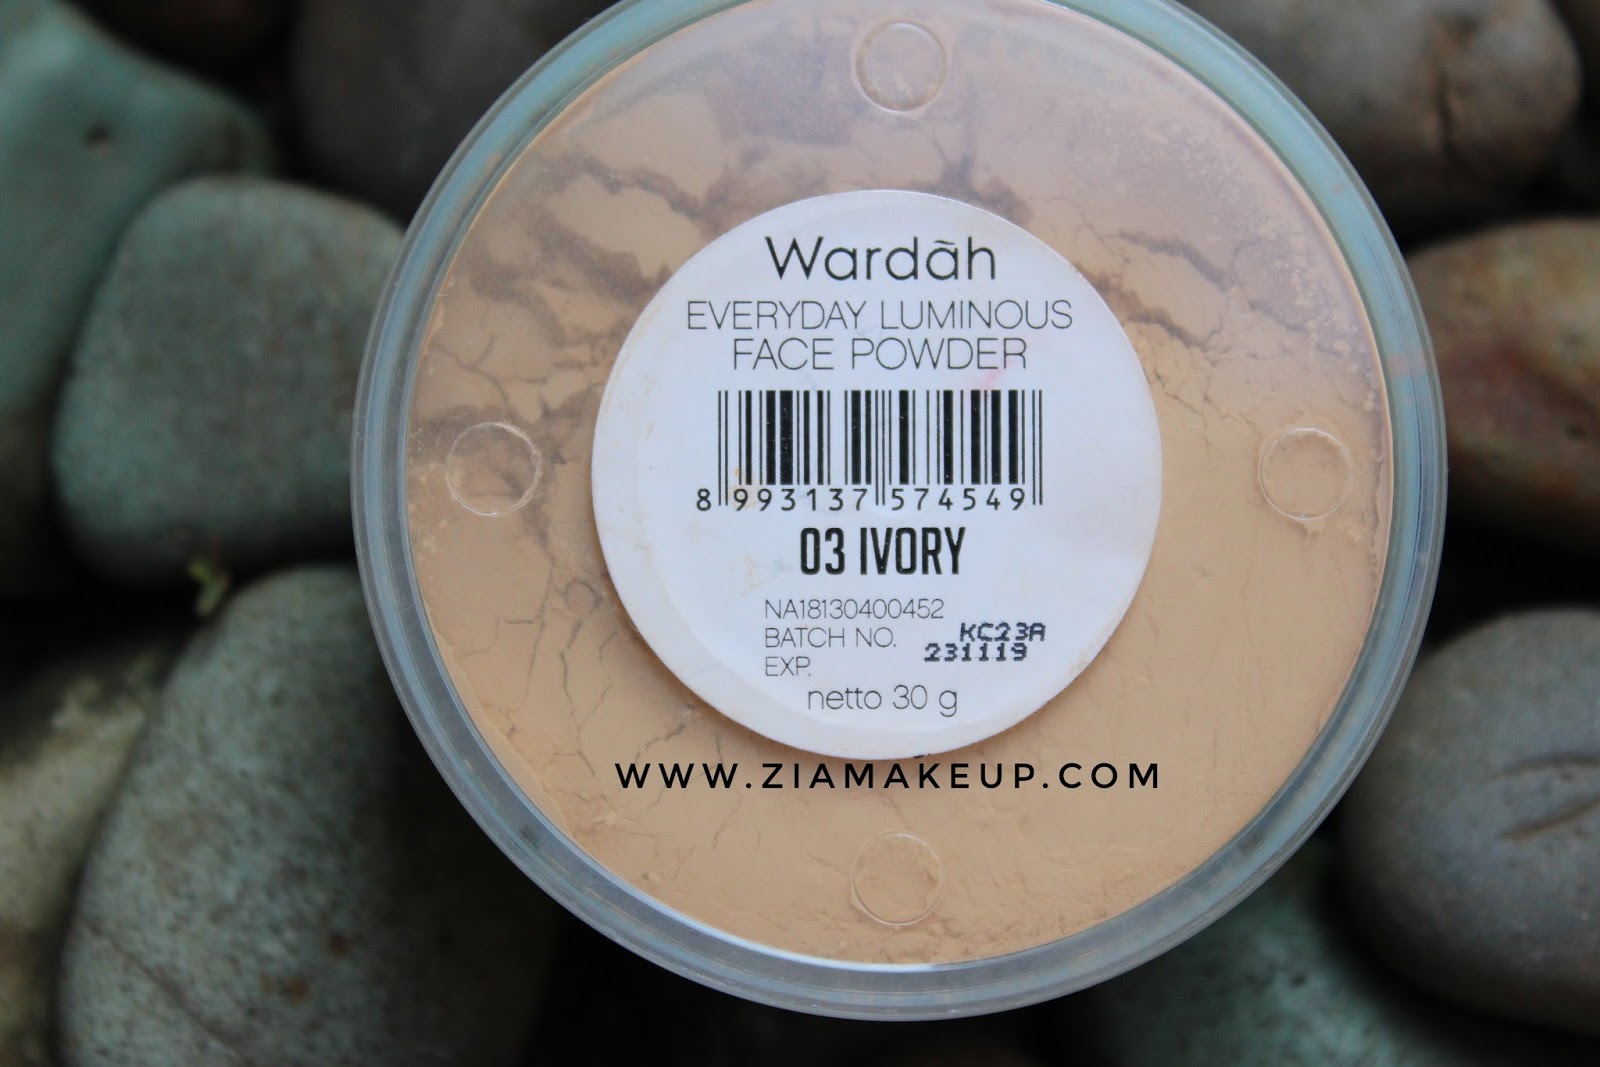 Wardāh
EVERYDAY LUMINOUS
FACE POWDER
8 993137 574549
03 IVORY
NA18130400452
BATCH NO. KC23A
EXP. 231119
netto 30 g
WWW.ZIAMAKEUP.COM